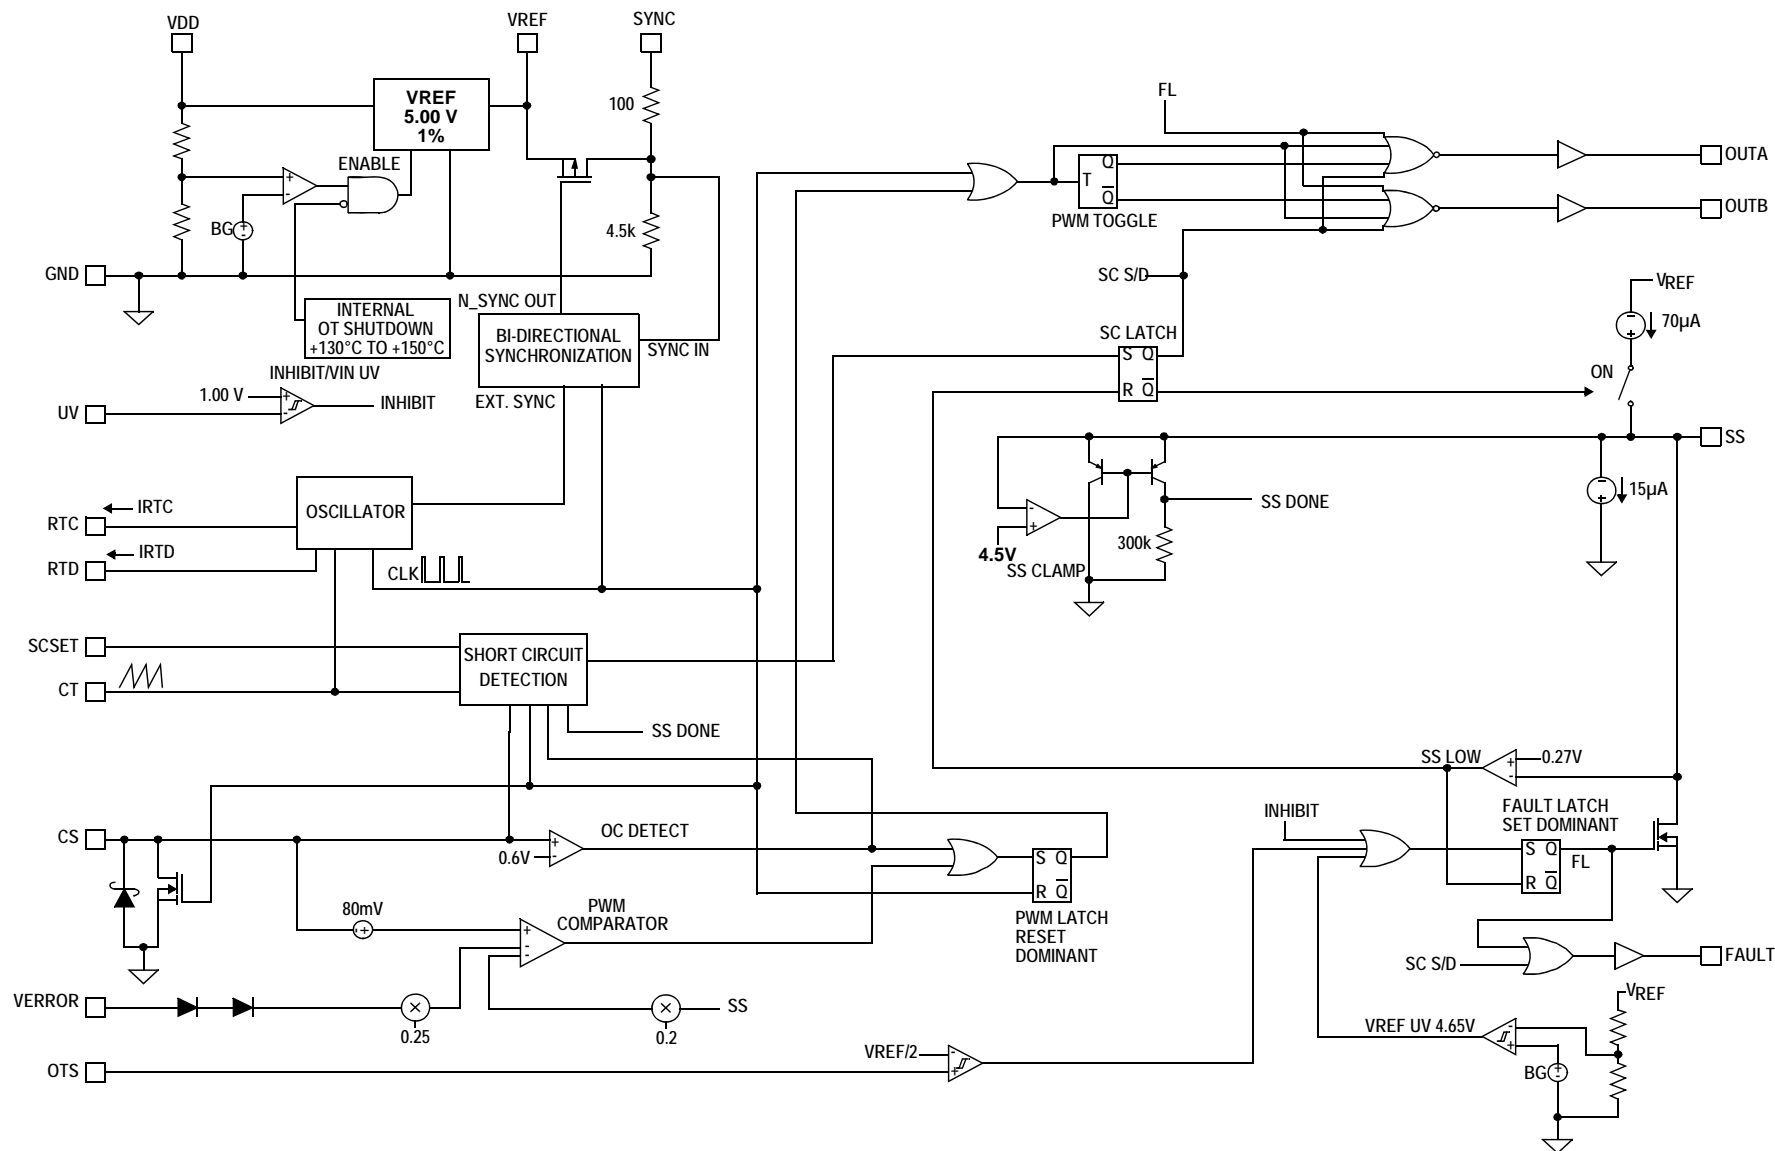 VDD
VREF
SYNC
VREF
5.00 V
1%
100
FL
ENABLE
+
-
Q
T
Q
PWM TOGGLE
OUTA
OUTB
BG
4.5k
GND
SC S/D
VREF
N_SYNC OUT
INTERNAL
OT SHUTDOWN
+130°C TO +150°C
BI-DIRECTIONAL
SYNCHRONIZATION
SYNC IN
SC LATCH
S Q
R Q
70µA
ON
INHIBIT/VIN UV
1.00 V
+
-
INHIBIT
EXT. SYNC
UV
SS
15µA
-
+
4.5V
SS CLAMP
SS DONE
300k
OSCILLATOR
IRTC
RTC
IRTD
RTD
CLK
SCSET
CT
SHORT CIRCUIT
DETECTION
SS DONE
SS LOW
+
-
0.27V
CS
0.6V
+
-
OC DETECT
INHIBIT
FAULT LATCH
SET DOMINANT
S Q
R Q
FL
S Q
R Q
PWM LATCH
RESET
DOMINANT
80mV
PWM
COMPARATOR
+
-
-
SC S/D
FAULT
VERROR
0.25
0.2
SS
VREF
VREF UV 4.65V
-
+
BG
OTS
VREF/2
-
+